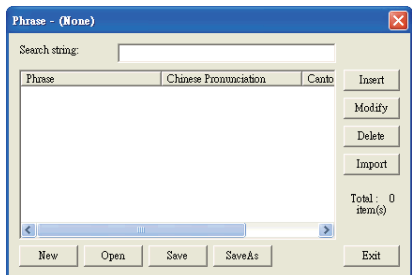 Phrase - (None)
Search string:
Phrase Chinese Pronunciation Canto
Insert
Modify
Delete
Import
Total : 0
item(s)
New Open Save SaveAs Exit